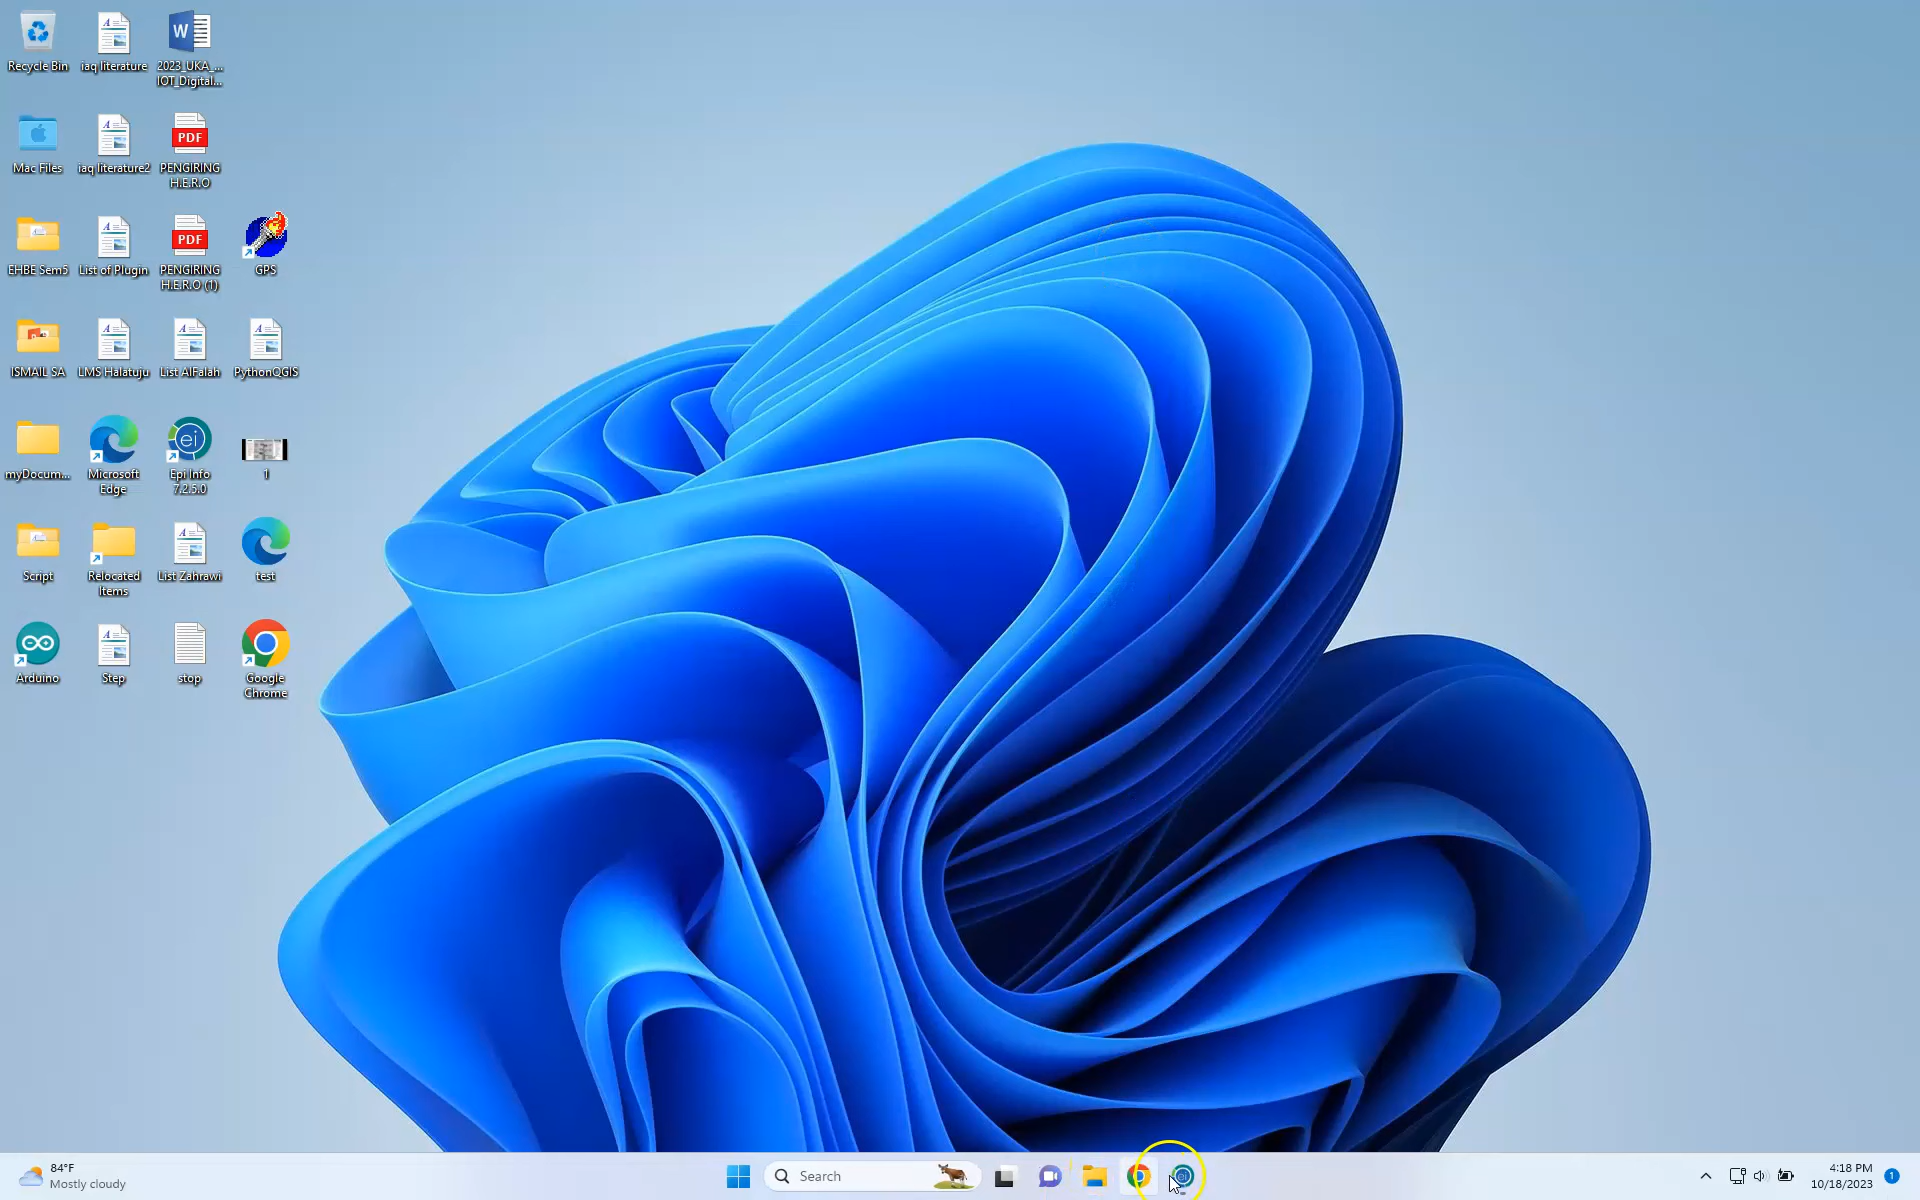 Recycle Bin
iaq literature
2023_UKA_...
IOT_Digital...
Mac Files
iaq literature2
PDF
PENGIRING
H.E.R.O
EHBE Sem5
List of Plugin
PDF
PENGIRING
H.E.R.O (1)
GPS
ISMAIL SA
LMS Halatuju
List AlFalah
PythonQGIS
myDocum...
Microsoft
Edge
ei
Epi Info
7.2.5.0
1
Script
Relocated
Items
List Zahrawi
test
Arduino
Step
stop
Google
Chrome
84°F
Mostly cloudy
Search
ei
4:18 PM
10/18/2023
1